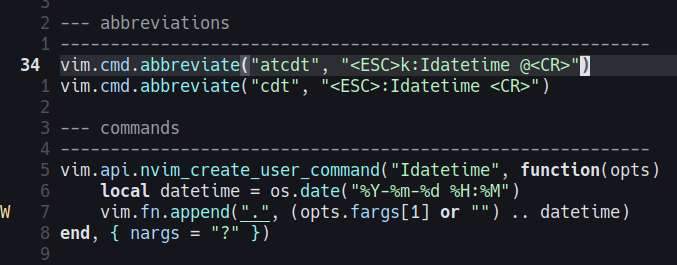 3
2 --- abbreviations
1 ----------------------------------------------------------
34 vim.cmd.abbreviate("atcdt", "<ESC>k:Idatetime @<CR>")
1 vim.cmd.abbreviate("cdt", "<ESC>:Idatetime <CR>")
2
3 --- commands
4 ----------------------------------------------------------
5 vim.api.nvim_create_user_command("Idatetime", function(opts)
6     local datetime = os.date("%Y-%m-%d %H:%M")
W 7     vim.fn.append(".", (opts.fargs[1] or "") .. datetime)
8 end, { nargs = "?" })
9